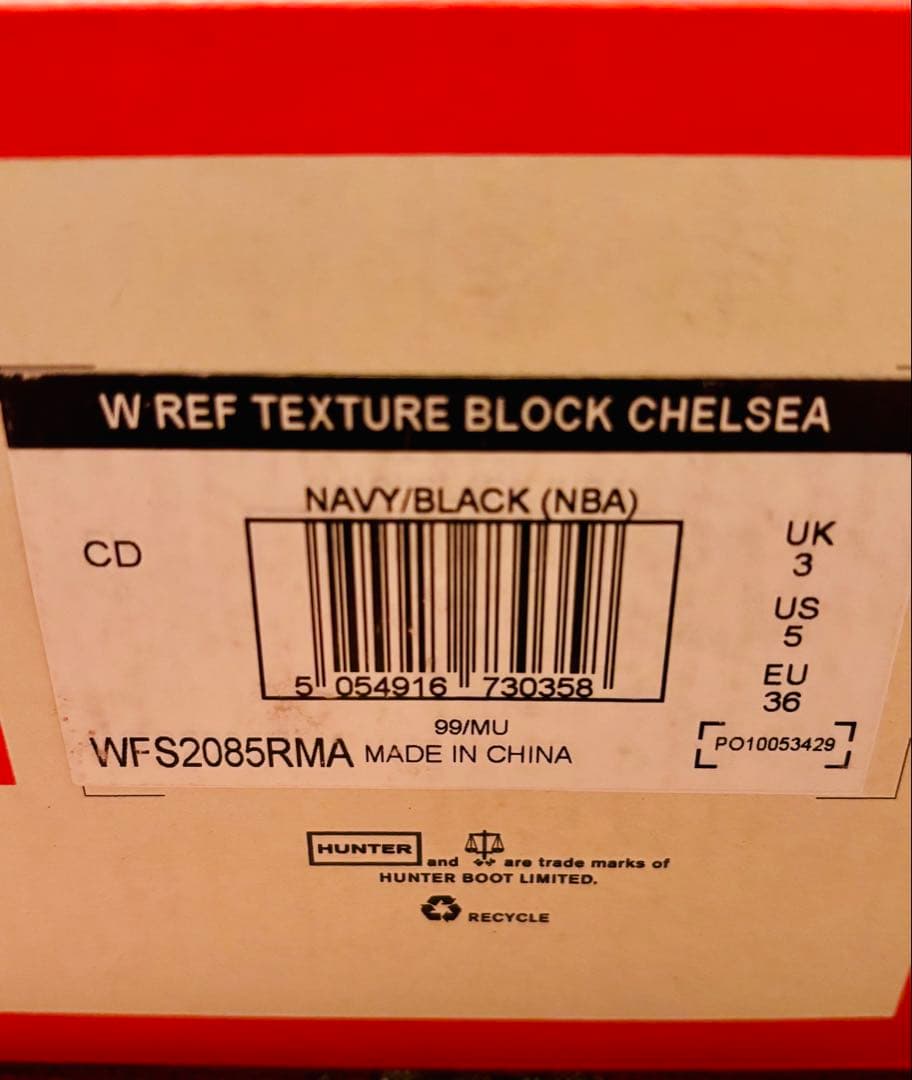 W REF TEXTURE BLOCK CHELSEA
NAVY/BLACK (NBA)
CD
UK
3
US
5
EU
36
5 054916 730358
99/MU
WFS2085RMA MADE IN CHINA
PO10053429
HUNTER and are trade marks of
HUNTER BOOT LIMITED.
RECYCLE